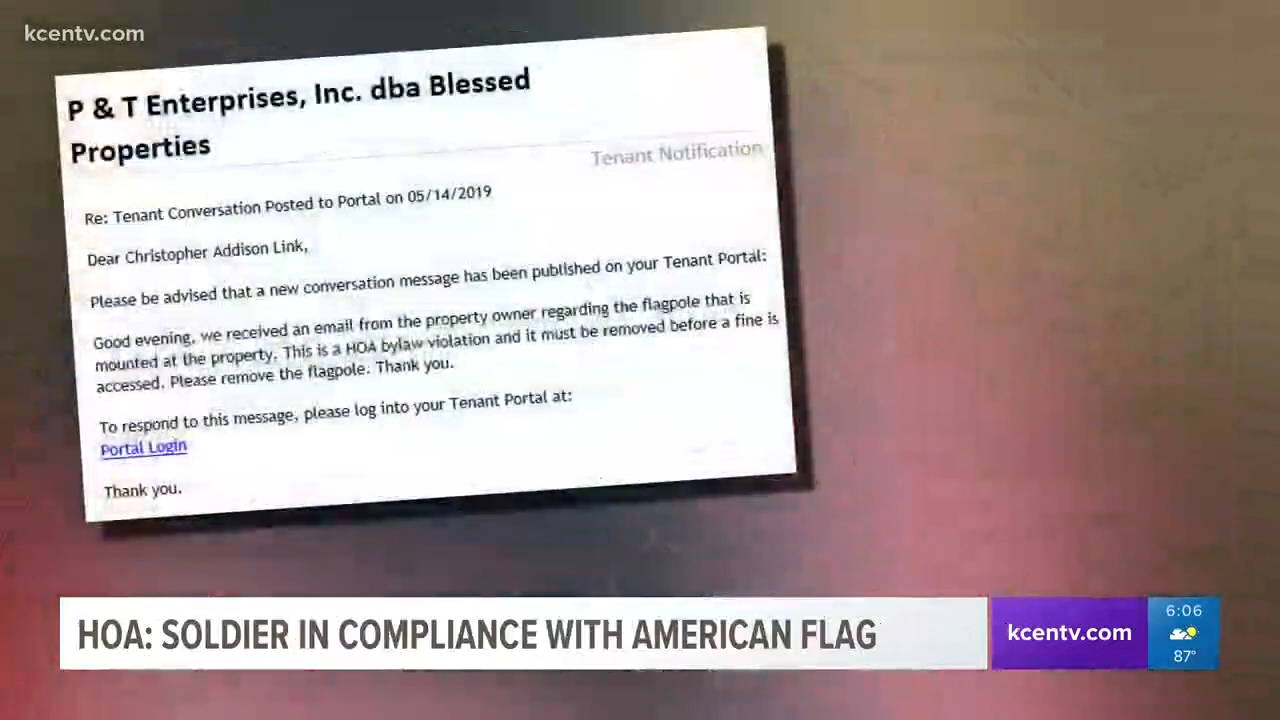 kcentv.com
P & T Enterprises, Inc. dba Blessed
Properties
Tenant Notification
Re: Tenant Conversation Posted to Portal on 05/14/2019
Dear Christopher Addison Link,
Please be advised that a new conversation message has been published on your Tenant Portal:
Good evening, we received an email from the property owner regarding the flagpole that is
mounted at the property. This is a HOA bylaw violation and it must be removed before a fine is
accessed. Please remove the flagpole. Thank you.
To respond to this message, please log into your Tenant Portal at:
Portal Login
Thank you.
HOA: SOLDIER IN COMPLIANCE WITH AMERICAN FLAG
kcentv.com
6:06
87°